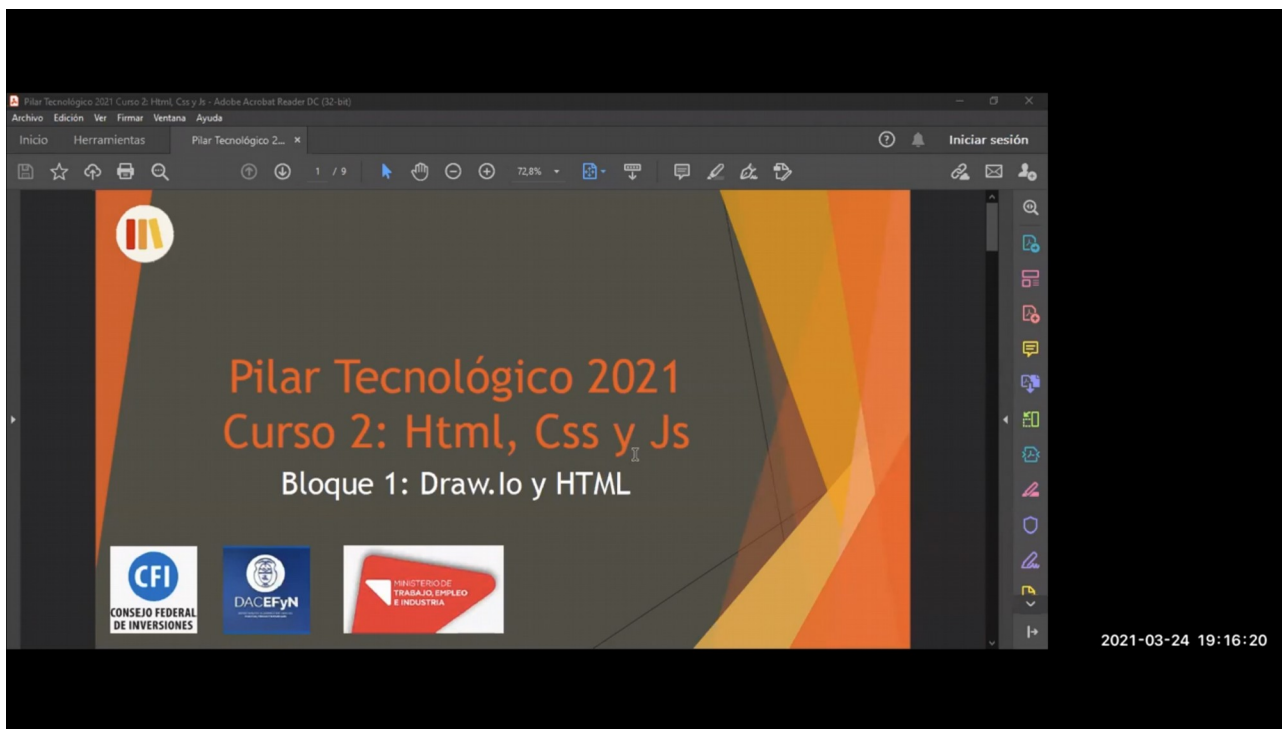 Pilar Tecnológico 2021 Curso 2: Html, Css y Js - Adobe Acrobat Reader DC (32-bit)
Archivo Edición Ver Firmar Ventana Ayuda
Inicio Herramientas Pilar Tecnológico 2... × Iniciar sesión
1 / 9 72,8%
Pilar Tecnológico 2021
Curso 2: Html, Css y Js
Bloque 1: Draw.Io y HTML
CFI
CONSEJO FEDERAL
DE INVERSIONES
DACEFyN
MINISTERIO DE
TRABAJO, EMPLEO
E INDUSTRIA
2021-03-24 19:16:20